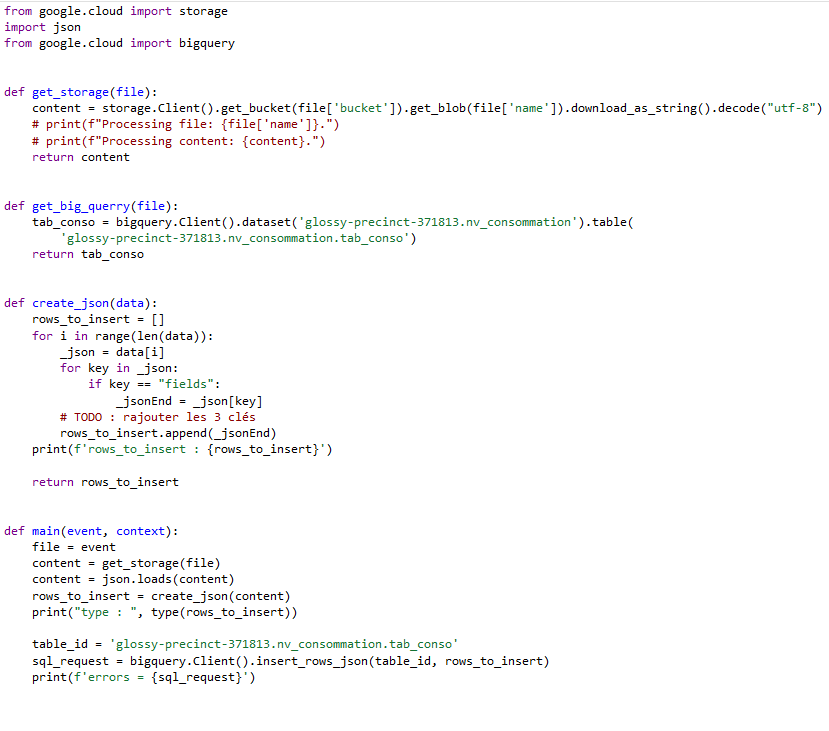 from google.cloud import storage
import json
from google.cloud import bigquery
def get_storage(file):
    content = storage.Client().get_bucket(file['bucket']).get_blob(file['name']).download_as_string().decode("utf-8")
    # print(f"Processing file: {file['name']}.")
    # print(f"Processing content: {content}.")
    return content
def get_big_querry(file):
    tab_conso = bigquery.Client().dataset('glossy-precinct-371813.nv_consommation').table(
        'glossy-precinct-371813.nv_consommation.tab_conso')
    return tab_conso
def create_json(data):
    rows_to_insert = []
    for i in range(len(data)):
        _json = data[i]
        for key in _json:
            if key == "fields":
                _jsonEnd = _json[key]
        # TODO : rajouter les 3 clés
        rows_to_insert.append(_jsonEnd)
    print(f'rows_to_insert : {rows_to_insert}')
    return rows_to_insert
def main(event, context):
    file = event
    content = get_storage(file)
    content = json.loads(content)
    rows_to_insert = create_json(content)
    print("type : ", type(rows_to_insert))
    table_id = 'glossy-precinct-371813.nv_consommation.tab_conso'
    sql_request = bigquery.Client().insert_rows_json(table_id, rows_to_insert)
    print(f'errors = {sql_request}')